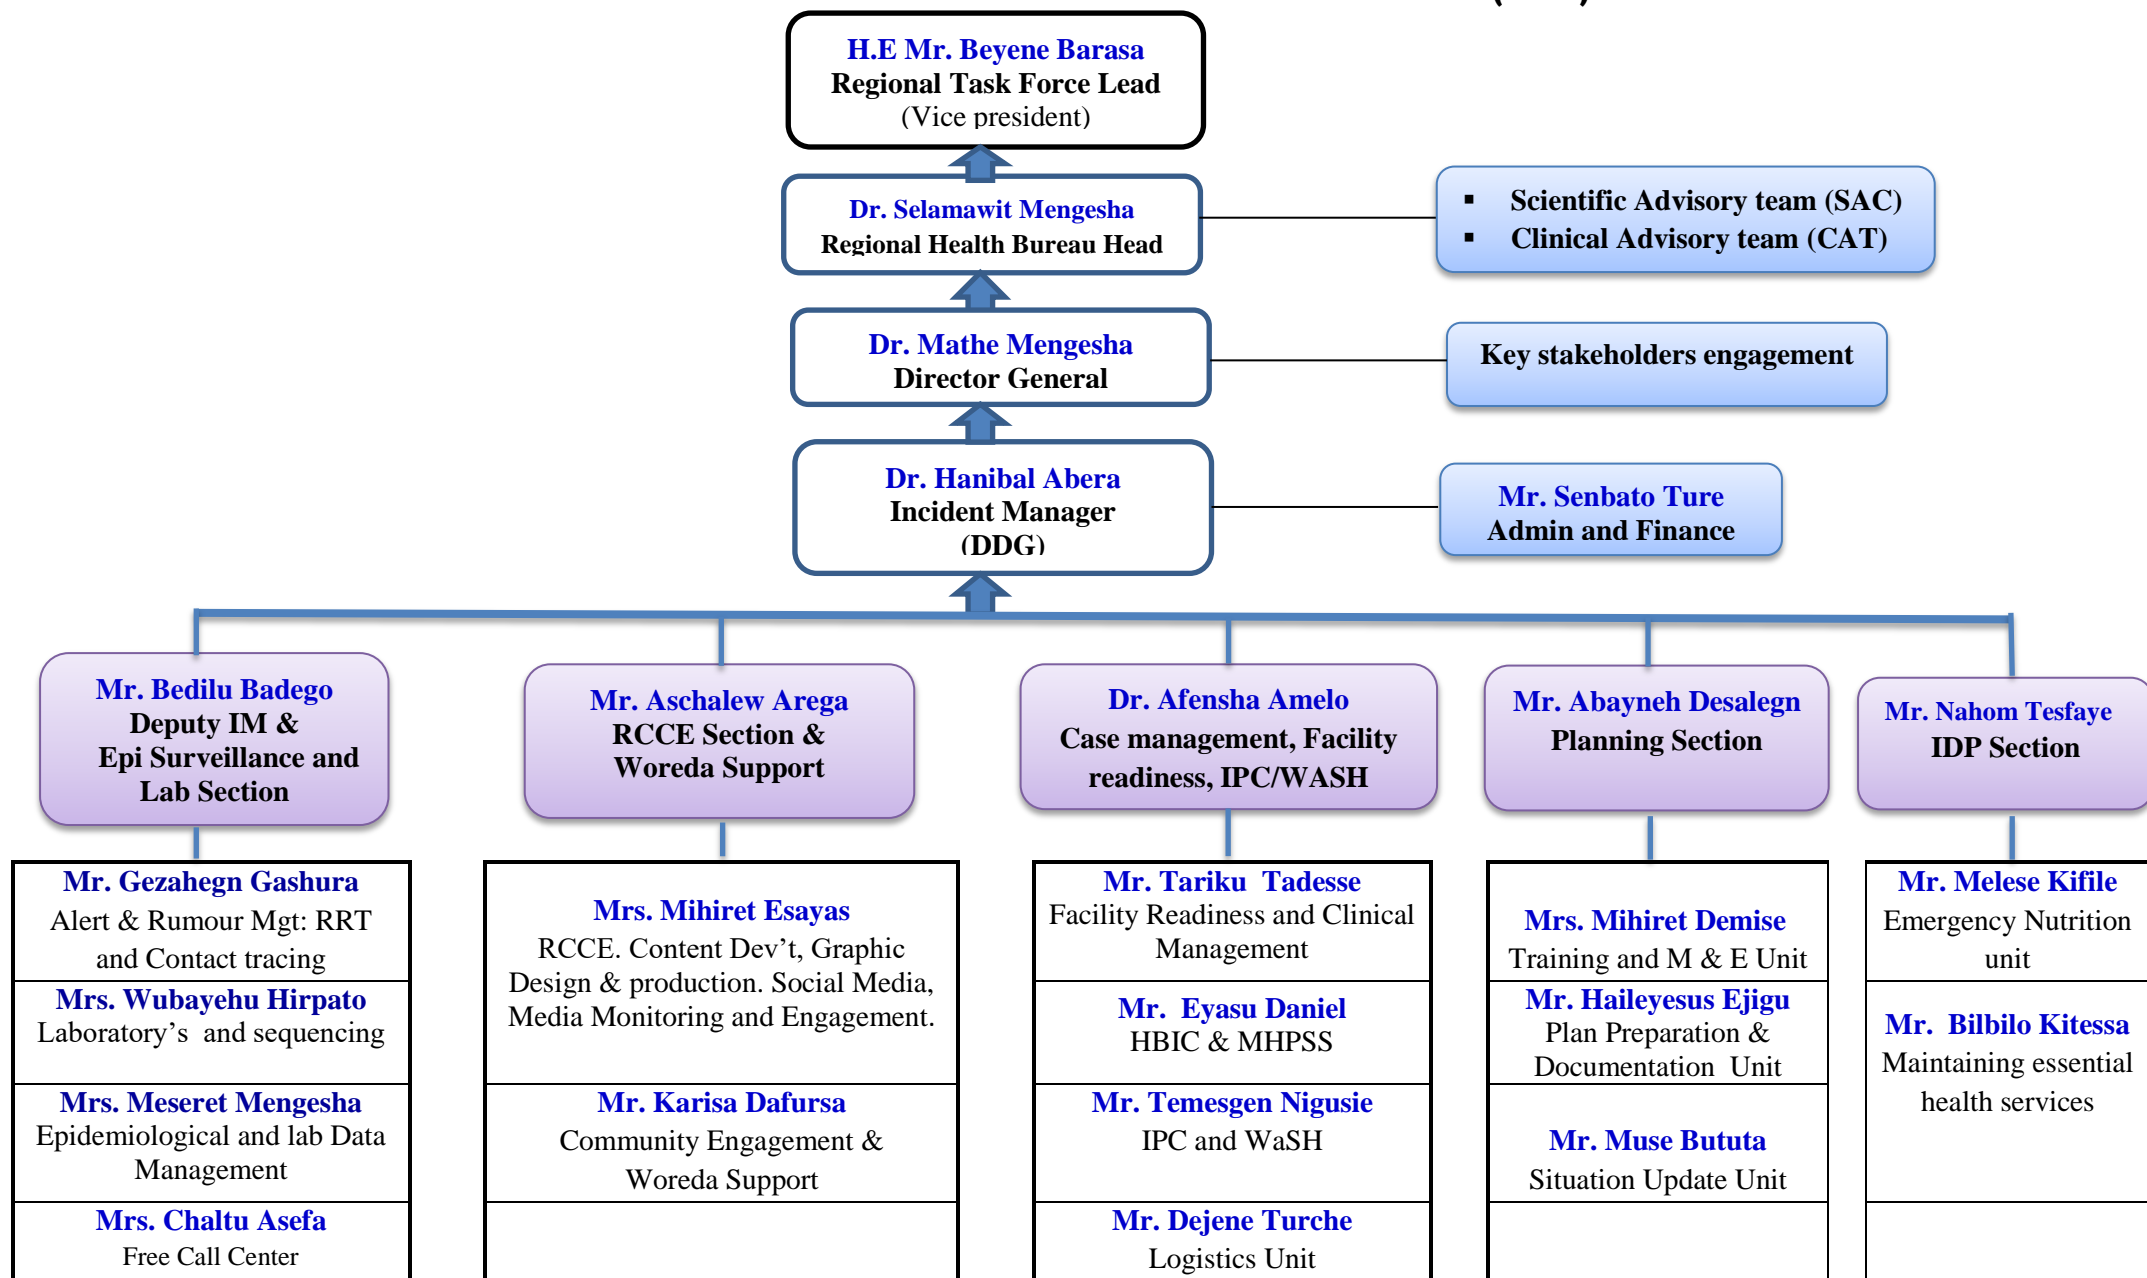 H.E Mr. Beyene Barasa
Regional Task Force Lead
(Vice president)
Dr. Selamawit Mengesha
Regional Health Bureau Head
▪ Scientific Advisory team (SAC)
▪ Clinical Advisory team (CAT)
Dr. Mathe Mengesha
Director General
Key stakeholders engagement
Dr. Hanibal Abera
Incident Manager
(DDG)
Mr. Senbato Ture
Admin and Finance
Mr. Bedilu Badego
Deputy IM &
Epi Surveillance and
Lab Section
Mr. Aschalew Arega
RCCE Section &
Woreda Support
Dr. Afensha Amelo
Case management, Facility
readiness, IPC/WASH
Mr. Abayneh Desalegn
Planning Section
Mr. Nahom Tesfaye
IDP Section
Mr. Gezahegn Gashura
Alert & Rumour Mgt: RRT
and Contact tracing
Mrs. Wubayehu Hirpato
Laboratory’s and sequencing
Mrs. Meseret Mengesha
Epidemiological and lab Data
Management
Mrs. Chaltu Asefa
Free Call Center
Mrs. Mihiret Esayas
RCCE. Content Dev’t, Graphic
Design & production. Social Media,
Media Monitoring and Engagement.
Mr. Karisa Dafursa
Community Engagement &
Woreda Support
Mr. Tariku Tadesse
Facility Readiness and Clinical
Management
Mr. Eyasu Daniel
HBIC & MHPSS
Mr. Temesgen Nigusie
IPC and WaSH
Mr. Dejene Turche
Logistics Unit
Mrs. Mihiret Demise
Training and M & E Unit
Mr. Haileyesus Ejigu
Plan Preparation &
Documentation Unit
Mr. Muse Bututa
Situation Update Unit
Mr. Melese Kifile
Emergency Nutrition
unit
Mr. Bilbilo Kitessa
Maintaining essential
health services